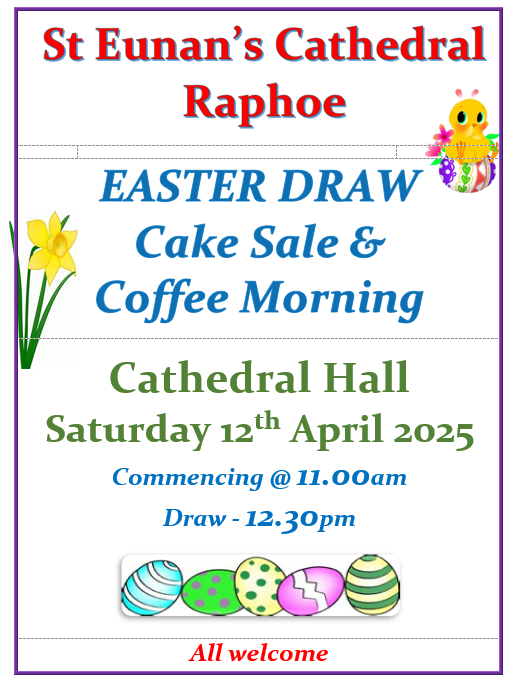 St Eunan’s Cathedral
Raphoe
EASTER DRAW
Cake Sale &
Coffee Morning
Cathedral Hall
Saturday 12th April 2025
Commencing @ 11.00am
Draw - 12.30pm
All welcome